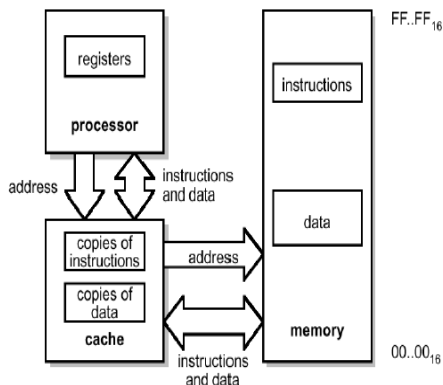 FF..FF16
registers
instructions
processor
address
instructions
and data
copies of
instructions
address
data
copies of
data
cache
memory
00..0016
instructions
and data